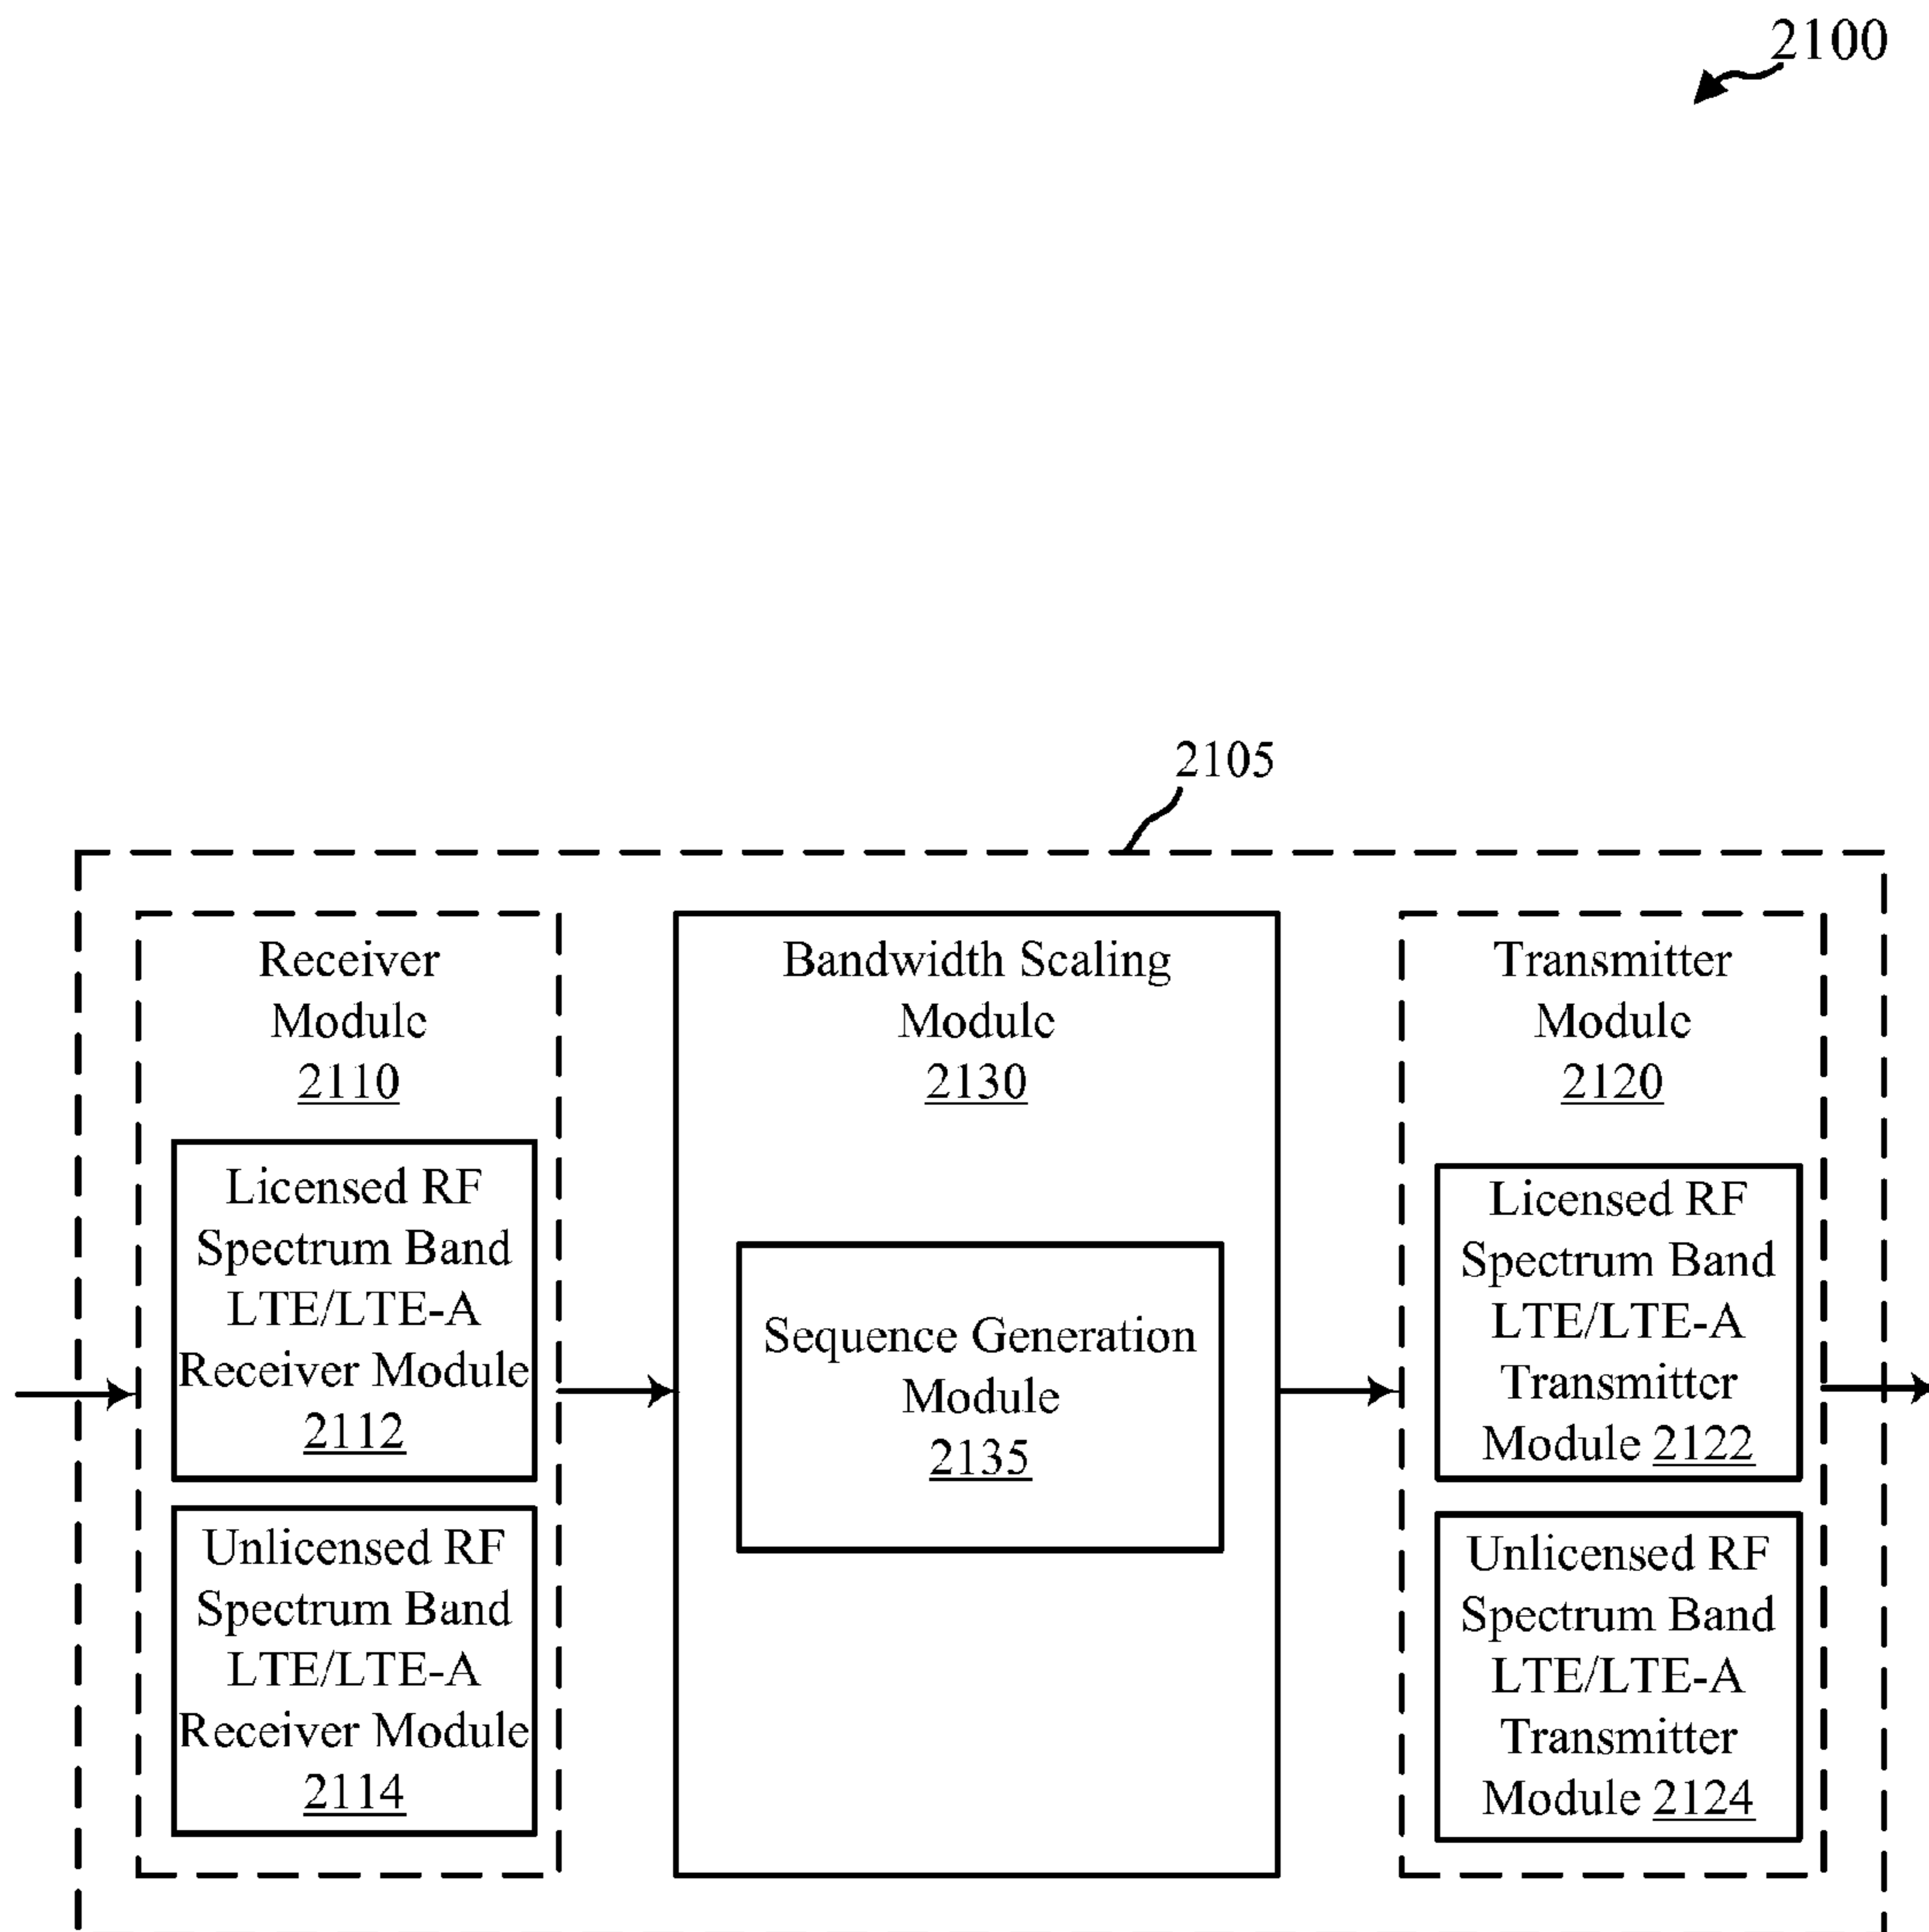 2100
2105
Receiver
Module
2110
Licensed RF
Spectrum Band
LTE/LTE-A
Receiver Module
2112
Unlicensed RF
Spectrum Band
LTE/LTE-A
Receiver Module
2114
Bandwidth Scaling
Module
2130
Sequence Generation
Module
2135
Transmitter
Module
2120
Licensed RF
Spectrum Band
LTE/LTE-A
Transmitter
Module 2122
Unlicensed RF
Spectrum Band
LTE/LTE-A
Transmitter
Module 2124